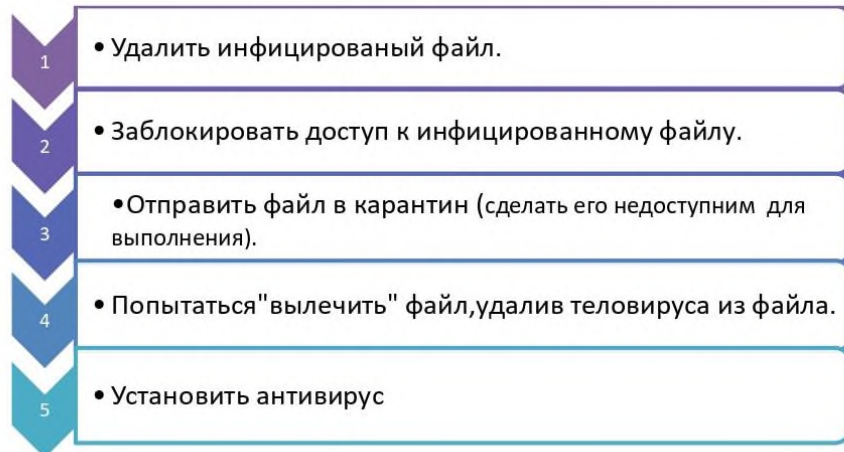 1
• Удалить инфицированый файл.
2
• Заблокировать доступ к инфицированному файлу.
3
•Отправить файл в карантин (сделать его недоступним для
выполнения).
4
• Попытаться"вылечить" файл,удалив теловируса из файла.
5
• Установить антивирус